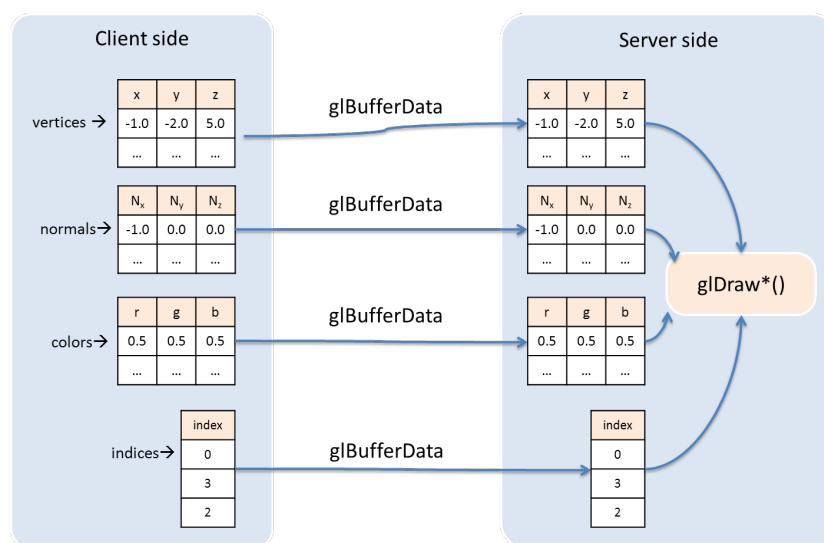 Client side
Server side
x y z
vertices → -1.0 -2.0 5.0
... ... ...
glBufferData
x y z
-1.0 -2.0 5.0
... ... ...
Nx Ny Nz
normals→ -1.0 0.0 0.0
... ... ...
glBufferData
Nx Ny Nz
-1.0 0.0 0.0
... ... ...
glDraw*()
r g b
colors→ 0.5 0.5 0.5
... ... ...
glBufferData
r g b
0.5 0.5 0.5
... ... ...
index
indices→ 0
3
2
glBufferData
index
0
3
2